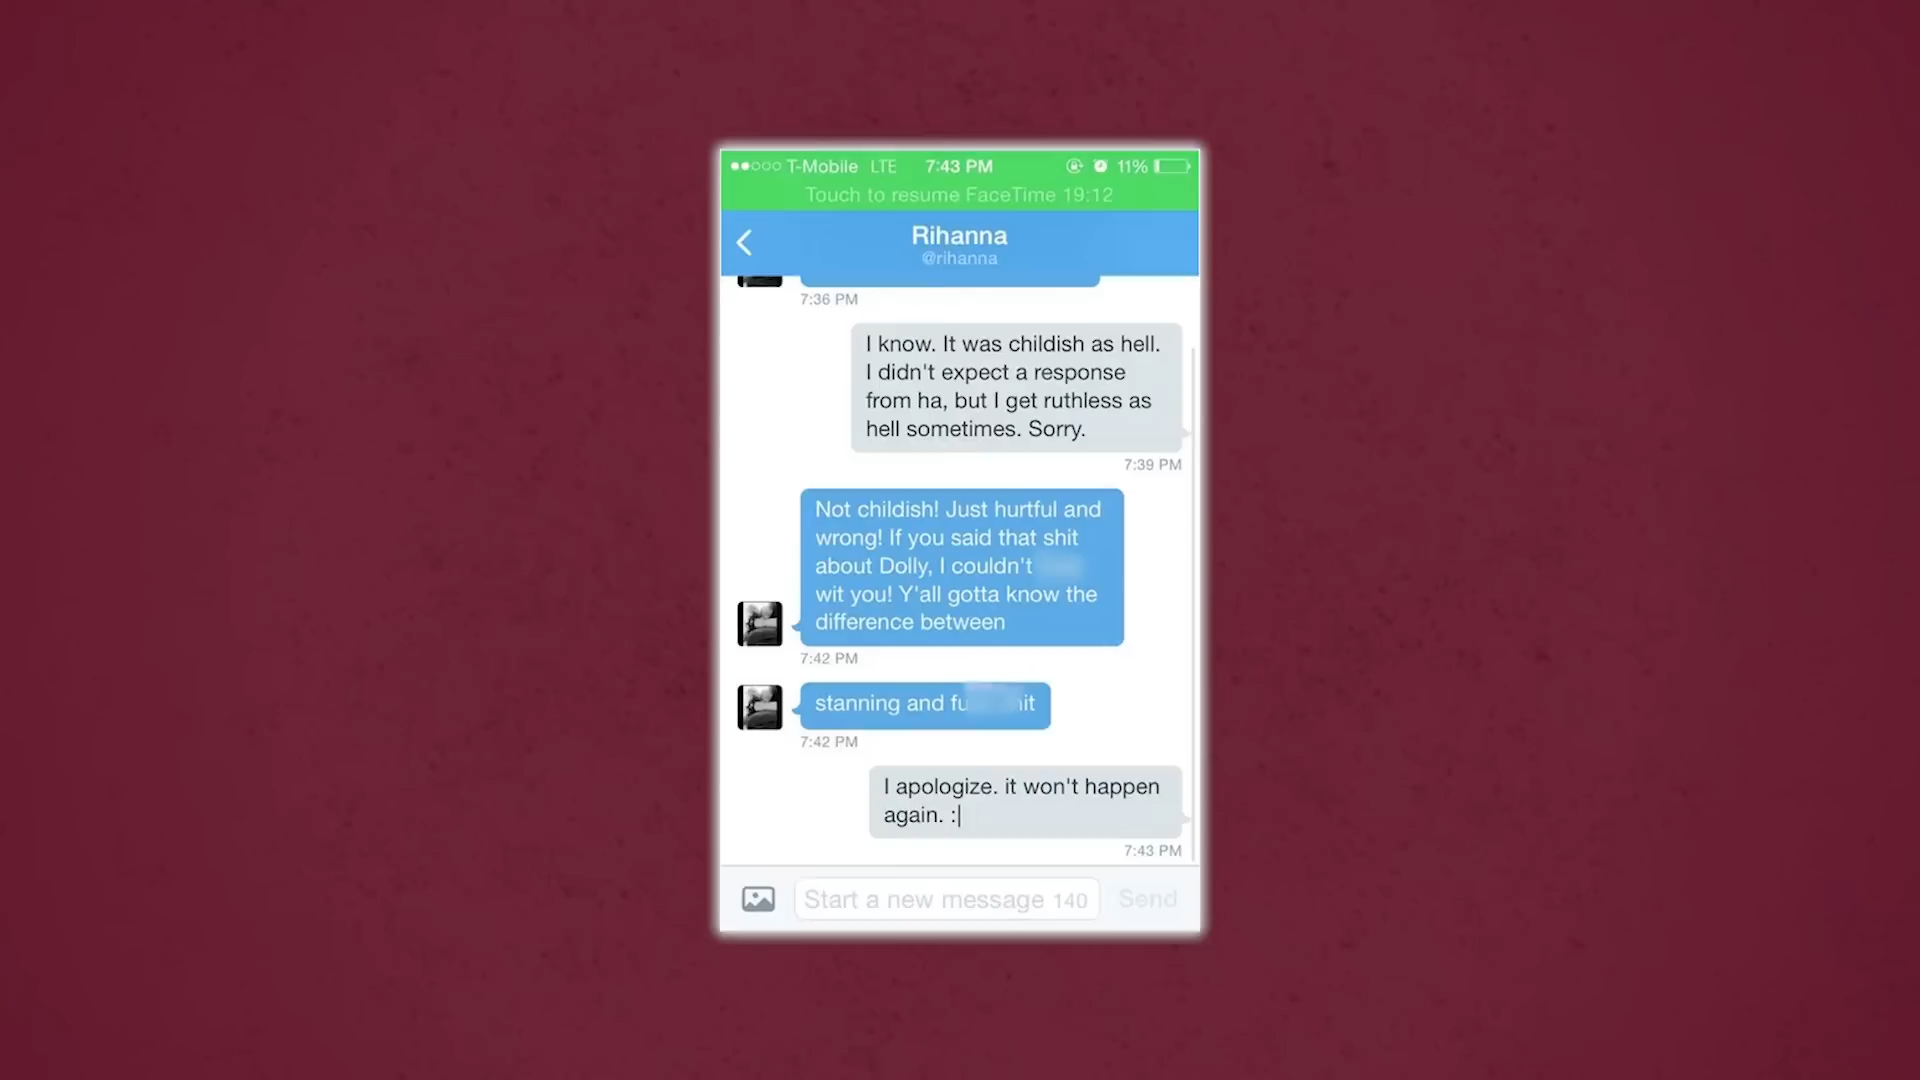 T-Mobile LTE 7:43 PM 11%
Touch to resume FaceTime 19:12
Rihanna
@rihanna
7:36 PM
I know. It was childish as hell.
I didn't expect a response
from ha, but I get ruthless as
hell sometimes. Sorry.
7:39 PM
Not childish! Just hurtful and
wrong! If you said that shit
about Dolly, I couldn't
wit you! Y'all gotta know the
difference between
7:42 PM
stanning and
7:42 PM
I apologize. it won't happen
again. :|
7:43 PM
Start a new message 140 Send